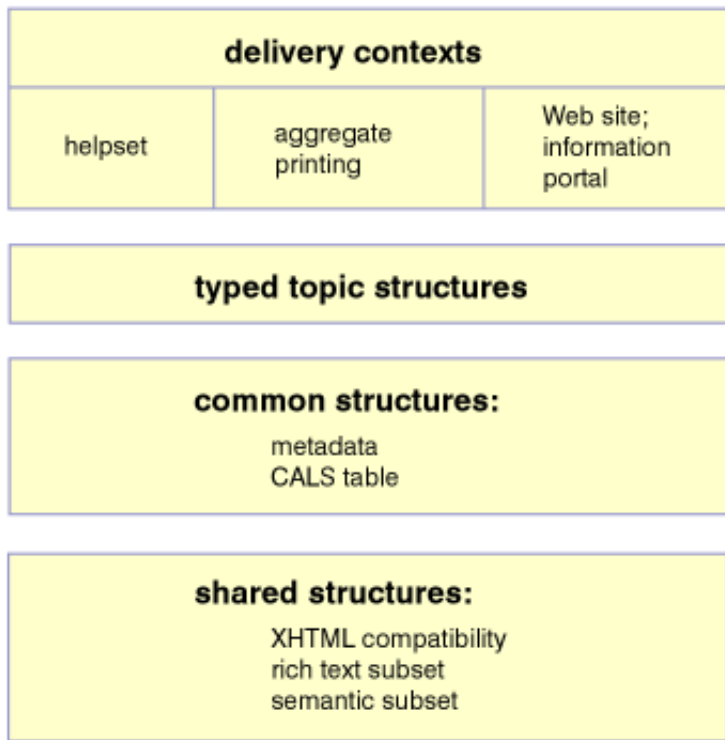 delivery contexts
helpset
aggregate
printing
Web site;
information
portal
typed topic structures
common structures:
metadata
CALS table
shared structures:
XHTML compatibility
rich text subset
semantic subset